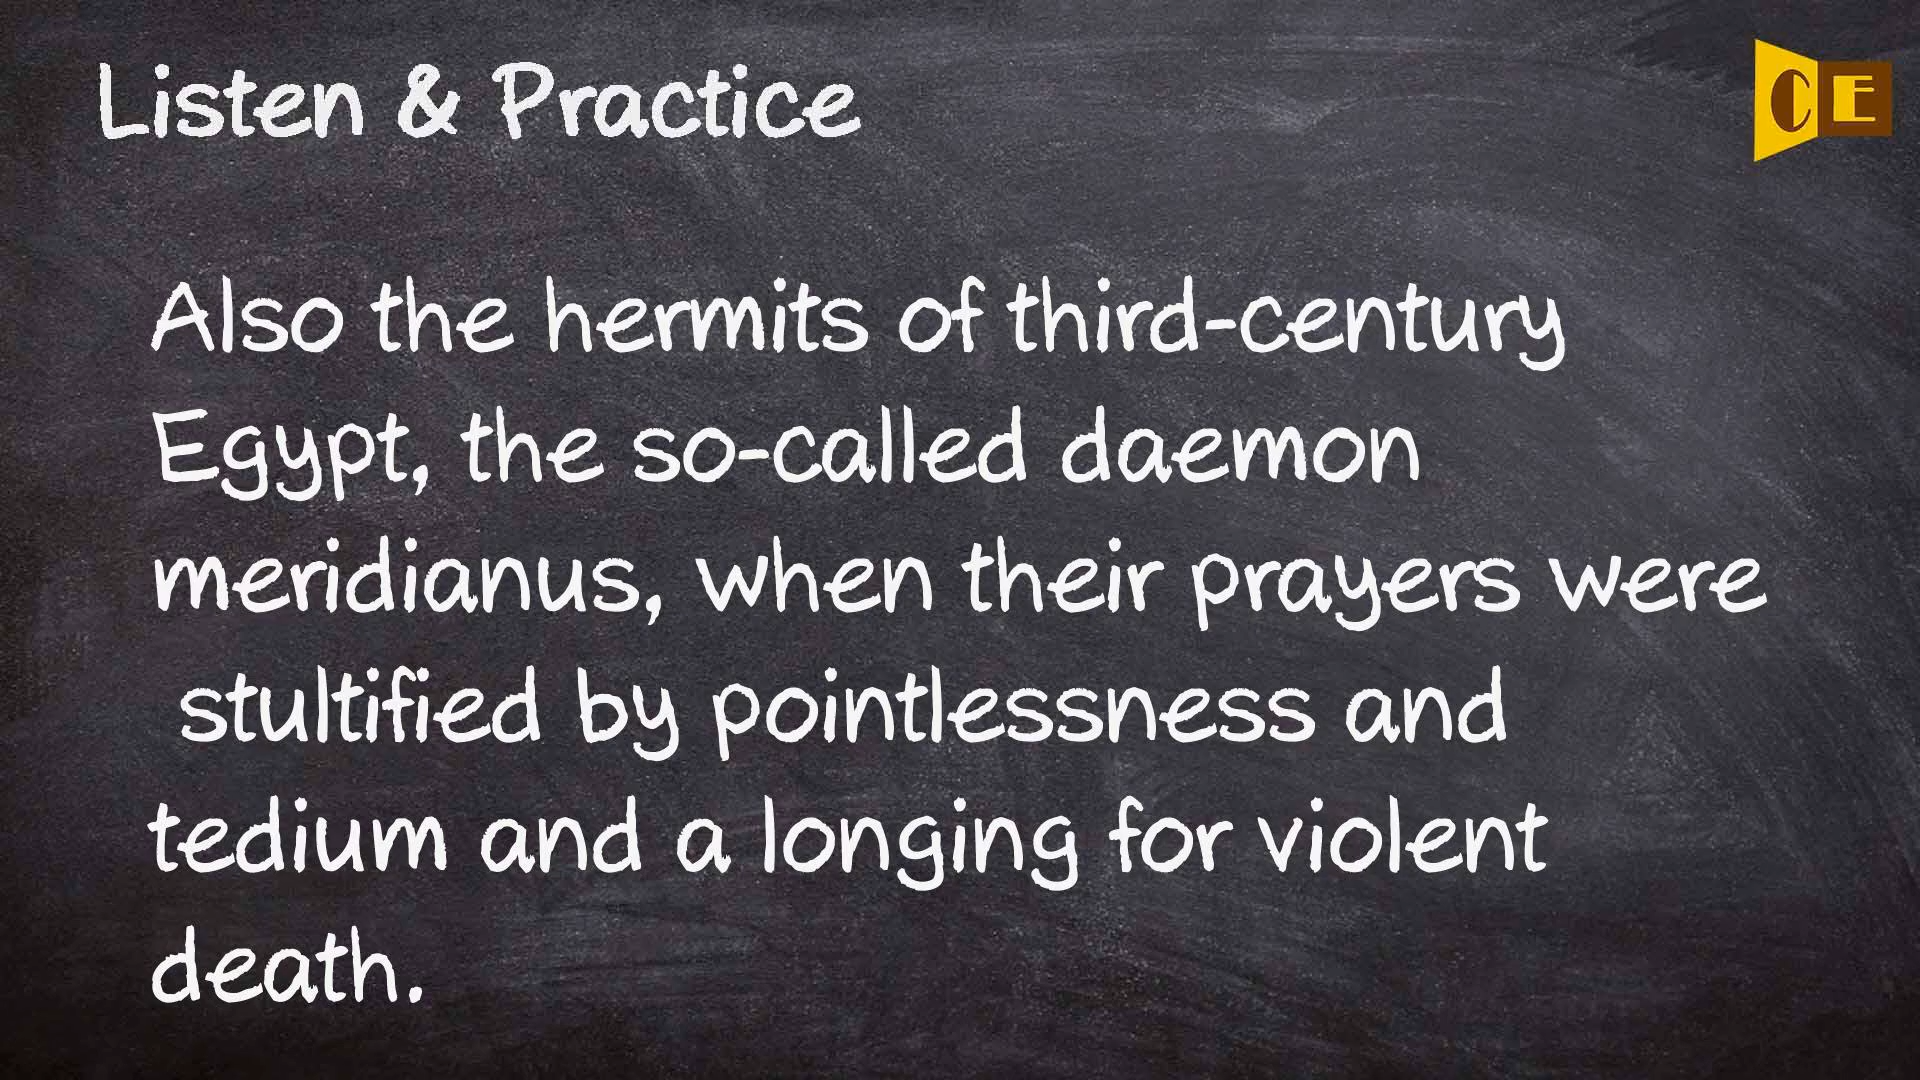 Listen & Practice
CE
Also the hermits of third-century
Egypt, the so-called daemon
meridianus, when their prayers were
stultified by pointlessness and
tedium and a longing for violent
death.